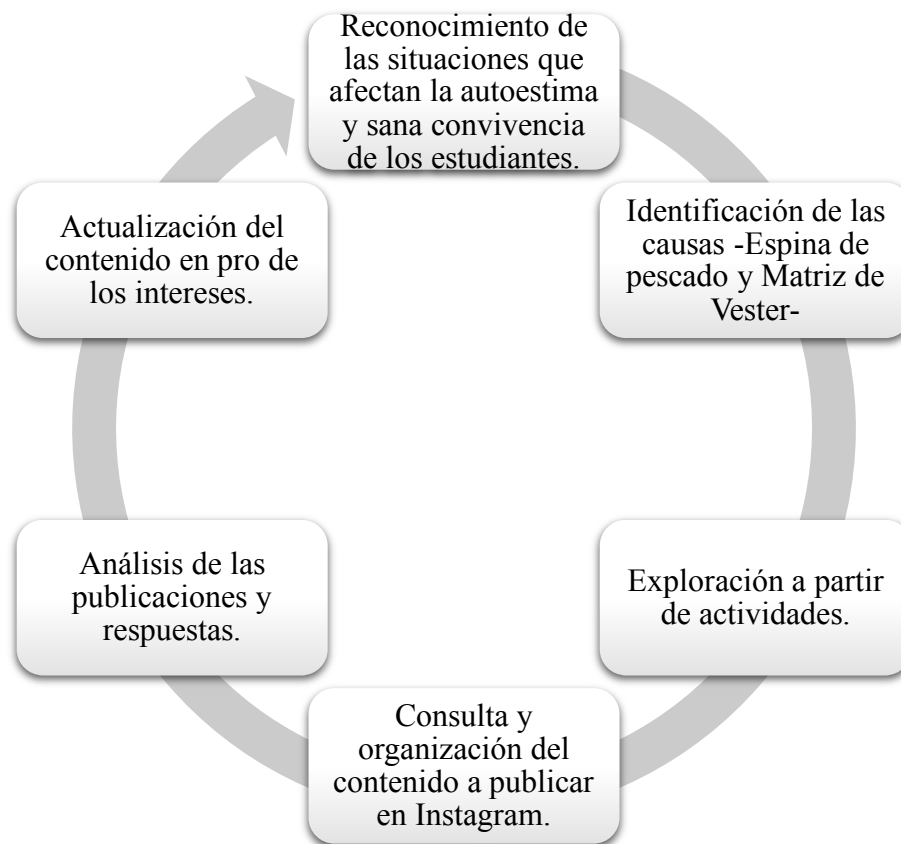 Reconocimiento de
las situaciones que
afectan la autoestima
y sana convivencia
de los estudiantes.
Identificación de las
causas -Espina de
pescado y Matriz de
Vester-
Exploración a partir
de actividades.
Consulta y
organización del
contenido a publicar
en Instagram.
Análisis de las
publicaciones y
respuestas.
Actualización del
contenido en pro de
los intereses.